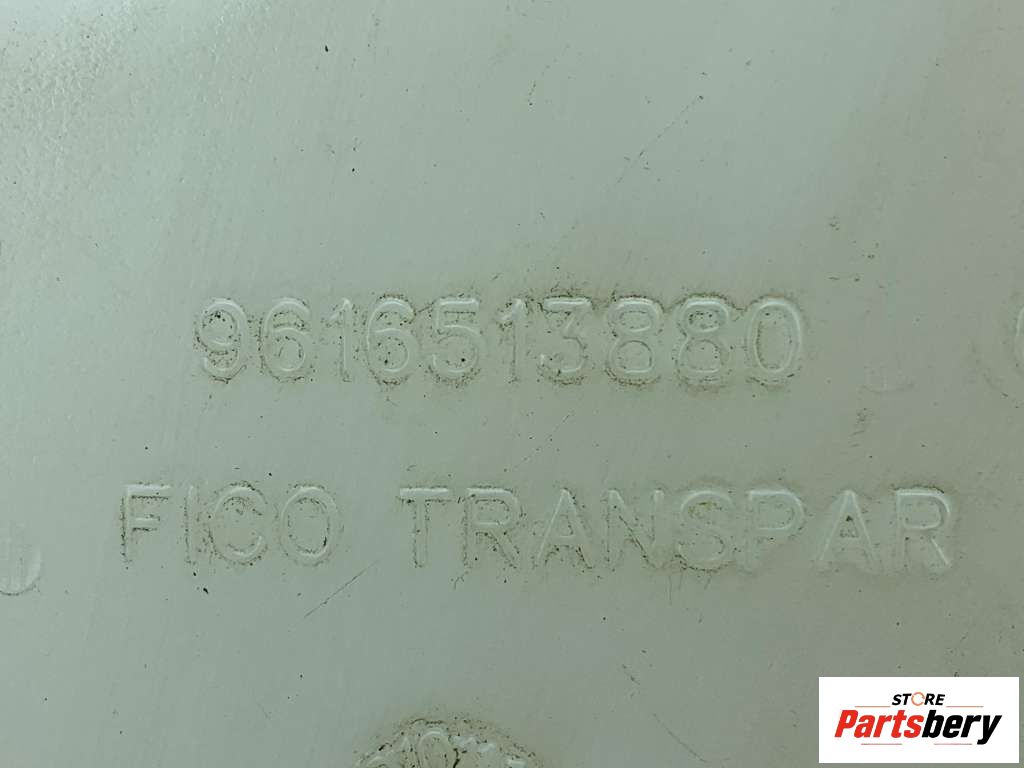 9616513880
FICO TRANSPAR
STORE
Partsbery